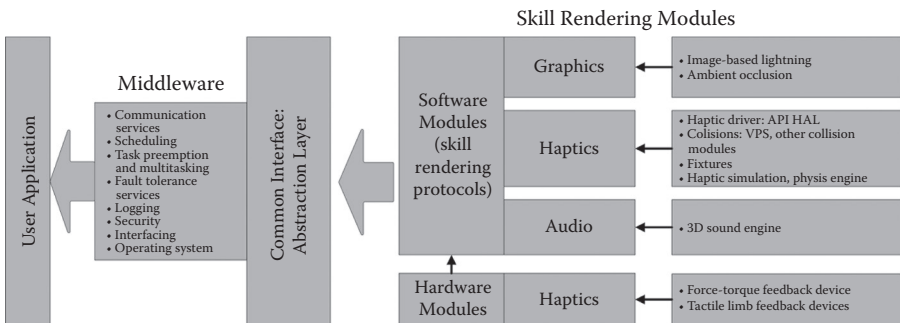 Skill Rendering Modules
User Application
Middleware
• Communication
services
• Scheduling
• Task preemption
and multitasking
• Fault tolerance
services
• Logging
• Security
• Interfacing
• Operating system
Common Interface:
Abstraction Layer
Software
Modules
(skill
rendering
protocols)
Graphics
• Image-based lightning
• Ambient occlusion
Haptics
• Haptic driver: API HAL
• Colisions: VPS, other collision
modules
• Fixtures
• Haptic simulation, physis engine
Audio
• 3D sound engine
Hardware
Modules
Haptics
• Force-torque feedback device
• Tactile limb feedback devices